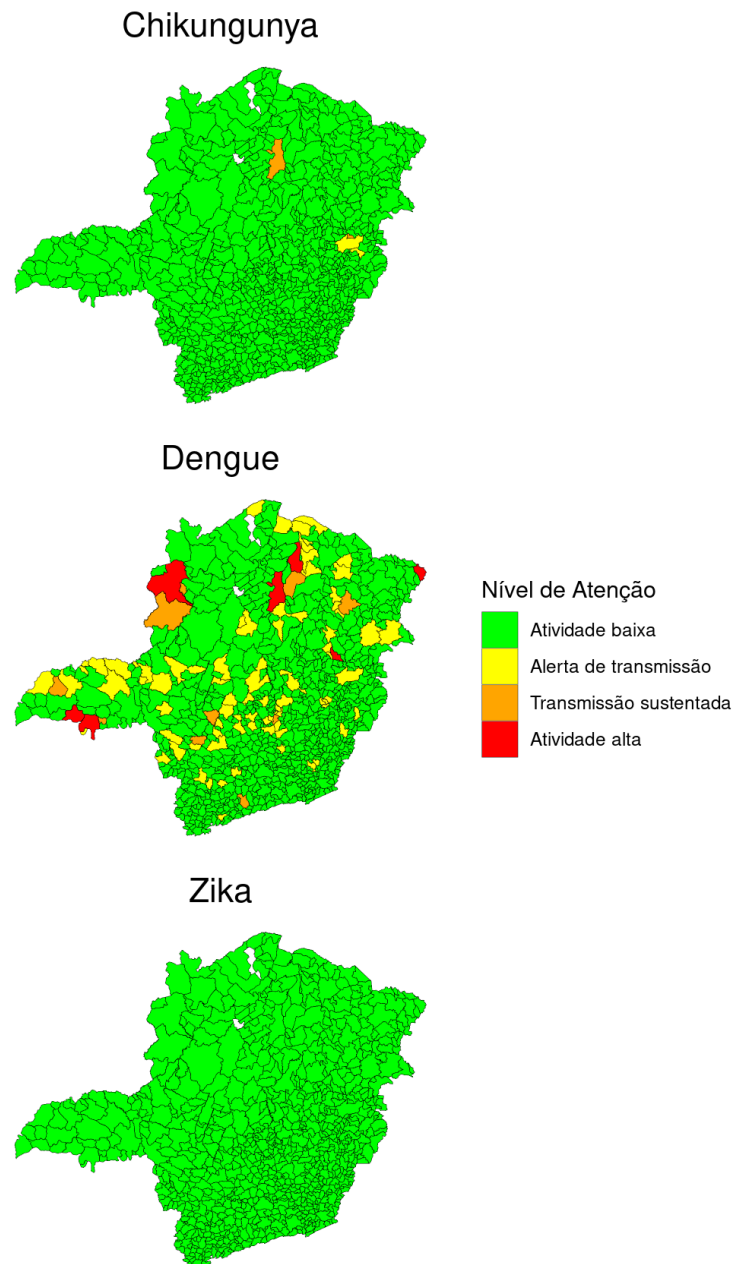 Chikungunya
Dengue
Nível de Atenção
Atividade baixa
Alerta de transmissão
Transmissão sustentada
Atividade alta
Zika